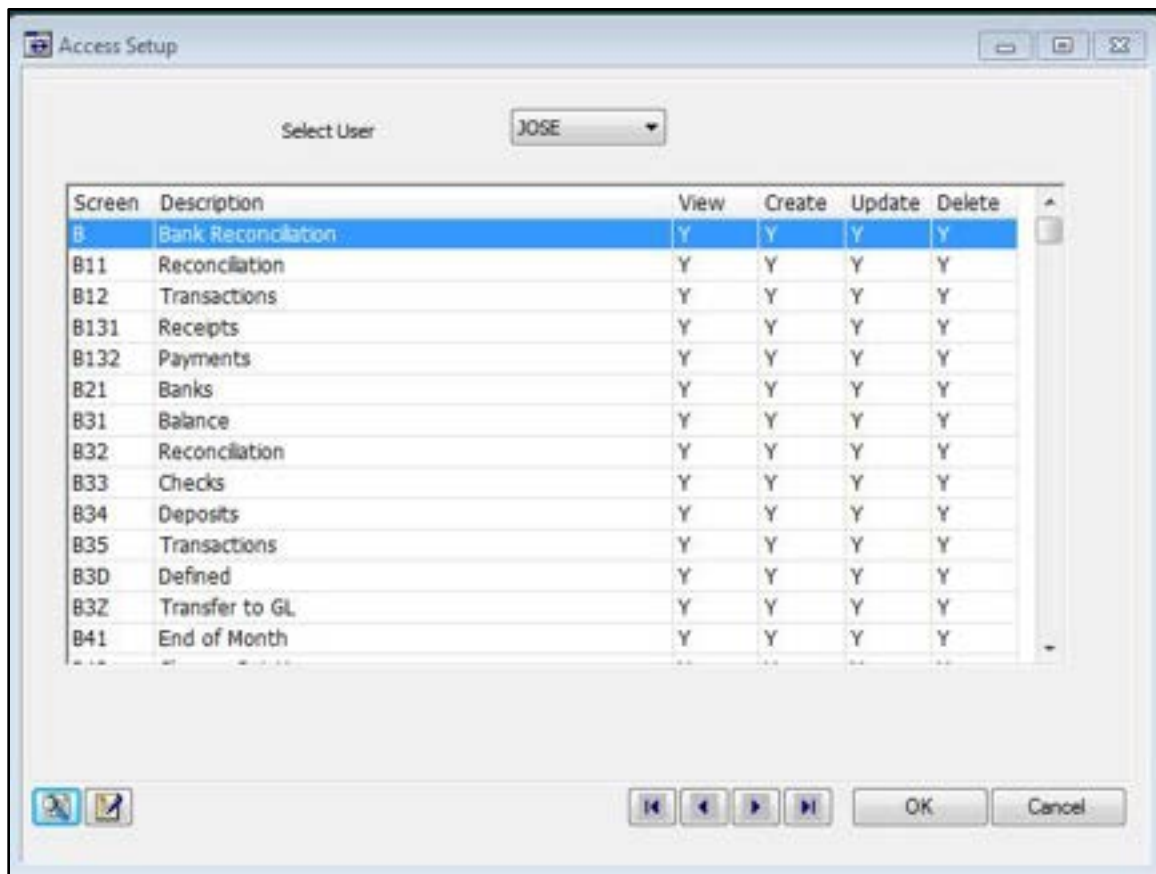 Access Setup
Select User JOSE
Screen Description View Create Update Delete
B Bank Reconciliation Y Y Y Y
B11 Reconciliation Y Y Y Y
B12 Transactions Y Y Y Y
B131 Receipts Y Y Y Y
B132 Payments Y Y Y Y
B21 Banks Y Y Y Y
B31 Balance Y Y Y Y
B32 Reconciliation Y Y Y Y
B33 Checks Y Y Y Y
B34 Deposits Y Y Y Y
B35 Transactions Y Y Y Y
B3D Defined Y Y Y Y
B3Z Transfer to GL Y Y Y Y
B41 End of Month Y Y Y Y
OK Cancel